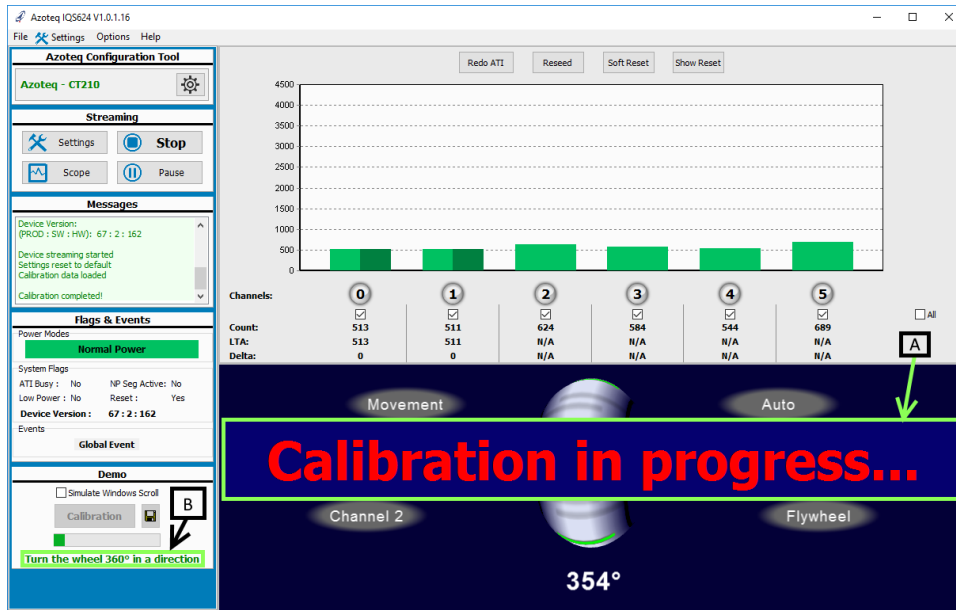 Azoteq IQS624 V1.0.1.16
File Settings Options Help
Azoteq Configuration Tool
Azoteq - CT210
Streaming
Settings Stop
Scope Pause
Messages
Device Version:
(PROD : SW : HW): 67 : 2 : 162
Device streaming started
Settings reset to default
Calibration data loaded
Calibration completed!
Flags & Events
Power Modes
Normal Power
System Flags
ATI Busy : No NP Seg Active: No
Low Power : No Reset : Yes
Device Version : 67 : 2 : 162
Events
Global Event
Demo
Simulate Windows Scroll
Calibration
B
Turn the wheel 360º in a direction
Redo ATI Reseed Soft Reset Show Reset
4500
4000
3500
3000
2500
2000
1500
1000
500
0
Channels: 0 1 2 3 4 5
All
Count: 513 511 624 584 544 689
LTA: 513 511 N/A N/A N/A N/A
Delta: 0 0 N/A N/A N/A N/A
A
Movement Auto
Calibration in progress...
Channel 2 Flywheel
354°